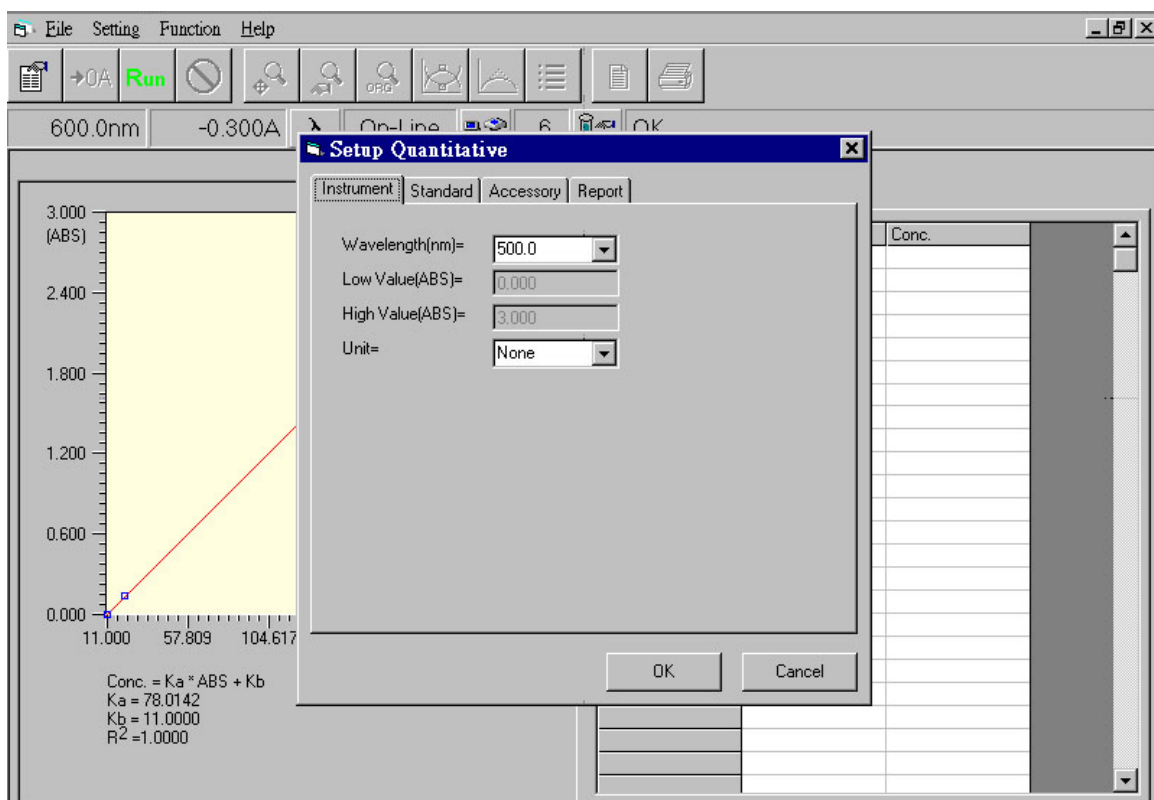 File Setting Function Help
→0A Run ORG
600.0nm -0.300A λ On-Line 6 OK
Setup Quantitative
Instrument Standard Accessory Report
Wavelength(nm)= 500.0
Low Value(ABS)= 0.000
High Value(ABS)= 3.000
Unit= None
OK Cancel
3.000
(ABS)
2.400
1.800
1.200
0.600
0.000
11.000 57.809 104.617
Conc. = Ka * ABS + Kb
Ka = 78.0142
Kb = 11.0000
R2 =1.0000
Conc.